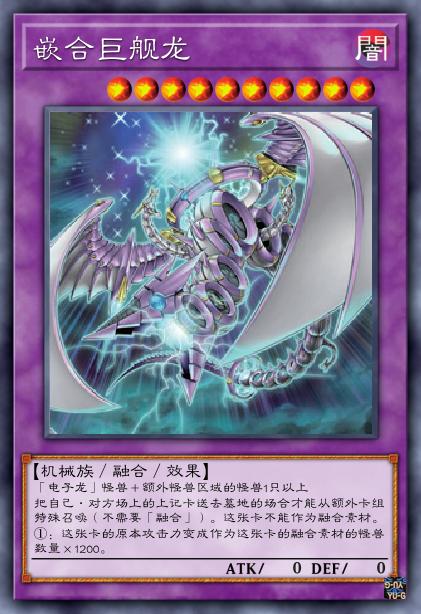 嵌合巨舰龙
闇
【机械族／融合／效果】
「电子龙」怪兽＋额外怪兽区域的怪兽1只以上
把自己·对方场上的上记卡送去墓地的场合才能从额外卡组
特殊召唤（不需要「融合」）。这张卡不能作为融合素材。
①：这张卡的原本攻击力变成作为这张卡的融合素材的怪兽
数量×1200。
ATK／ 0 DEF／ 0